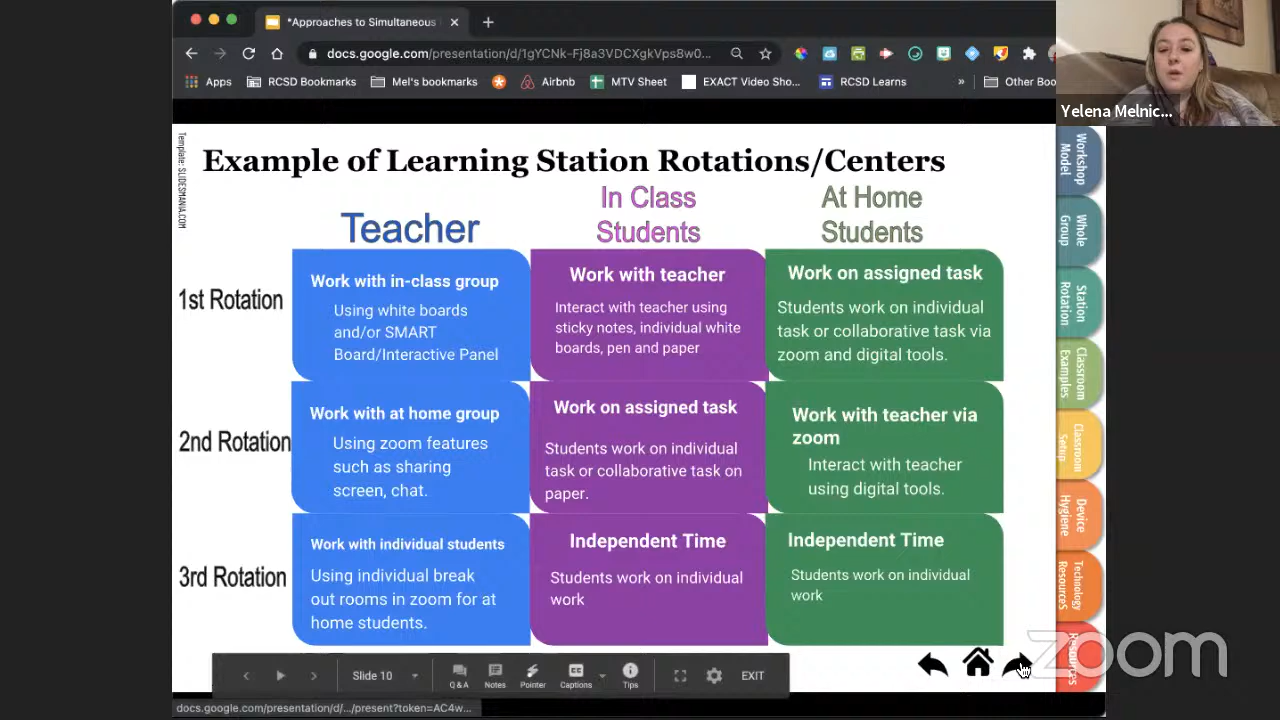 *Approaches to Simultaneous
docs.google.com/presentation/d/1gYCNk-Fj8a3VDCXgkVps8w0...
Apps
RCSD Bookmarks
Mel's bookmarks
Airbnb
MTV Sheet
EXACT Video Sho...
RCSD Learns
»
Other Boo
Yelena Melnic...
Template: SLIDESMANIA.COM
Example of Learning Station Rotations/Centers
Teacher
In Class
Students
At Home
Students
1st Rotation
Work with in-class group
Using white boards
and/or SMART
Board/Interactive Panel
Work with teacher
Interact with teacher using
sticky notes, individual white
boards, pen and paper
Work on assigned task
Students work on individual
task or collaborative task via
zoom and digital tools.
2nd Rotation
Work with at home group
Using zoom features
such as sharing
screen, chat.
Work on assigned task
Students work on individual
task or collaborative task on
paper.
Work with teacher via
zoom
Interact with teacher
using digital tools.
3rd Rotation
Work with individual students
Using individual break
out rooms in zoom for at
home students.
Independent Time
Students work on individual
work
Independent Time
Students work on individual
work
Workshop
Model
Whole
Group
Station
Rotation
Classroom
Examples
Classroom
Setup
Device
Hygiene
Technology
Resources
Resources
Slide 10
Q & A
Notes
Pointer
Captions
Tips
EXIT
zoom
docs.google.com/presentation/d/.../present?token=AC4w...